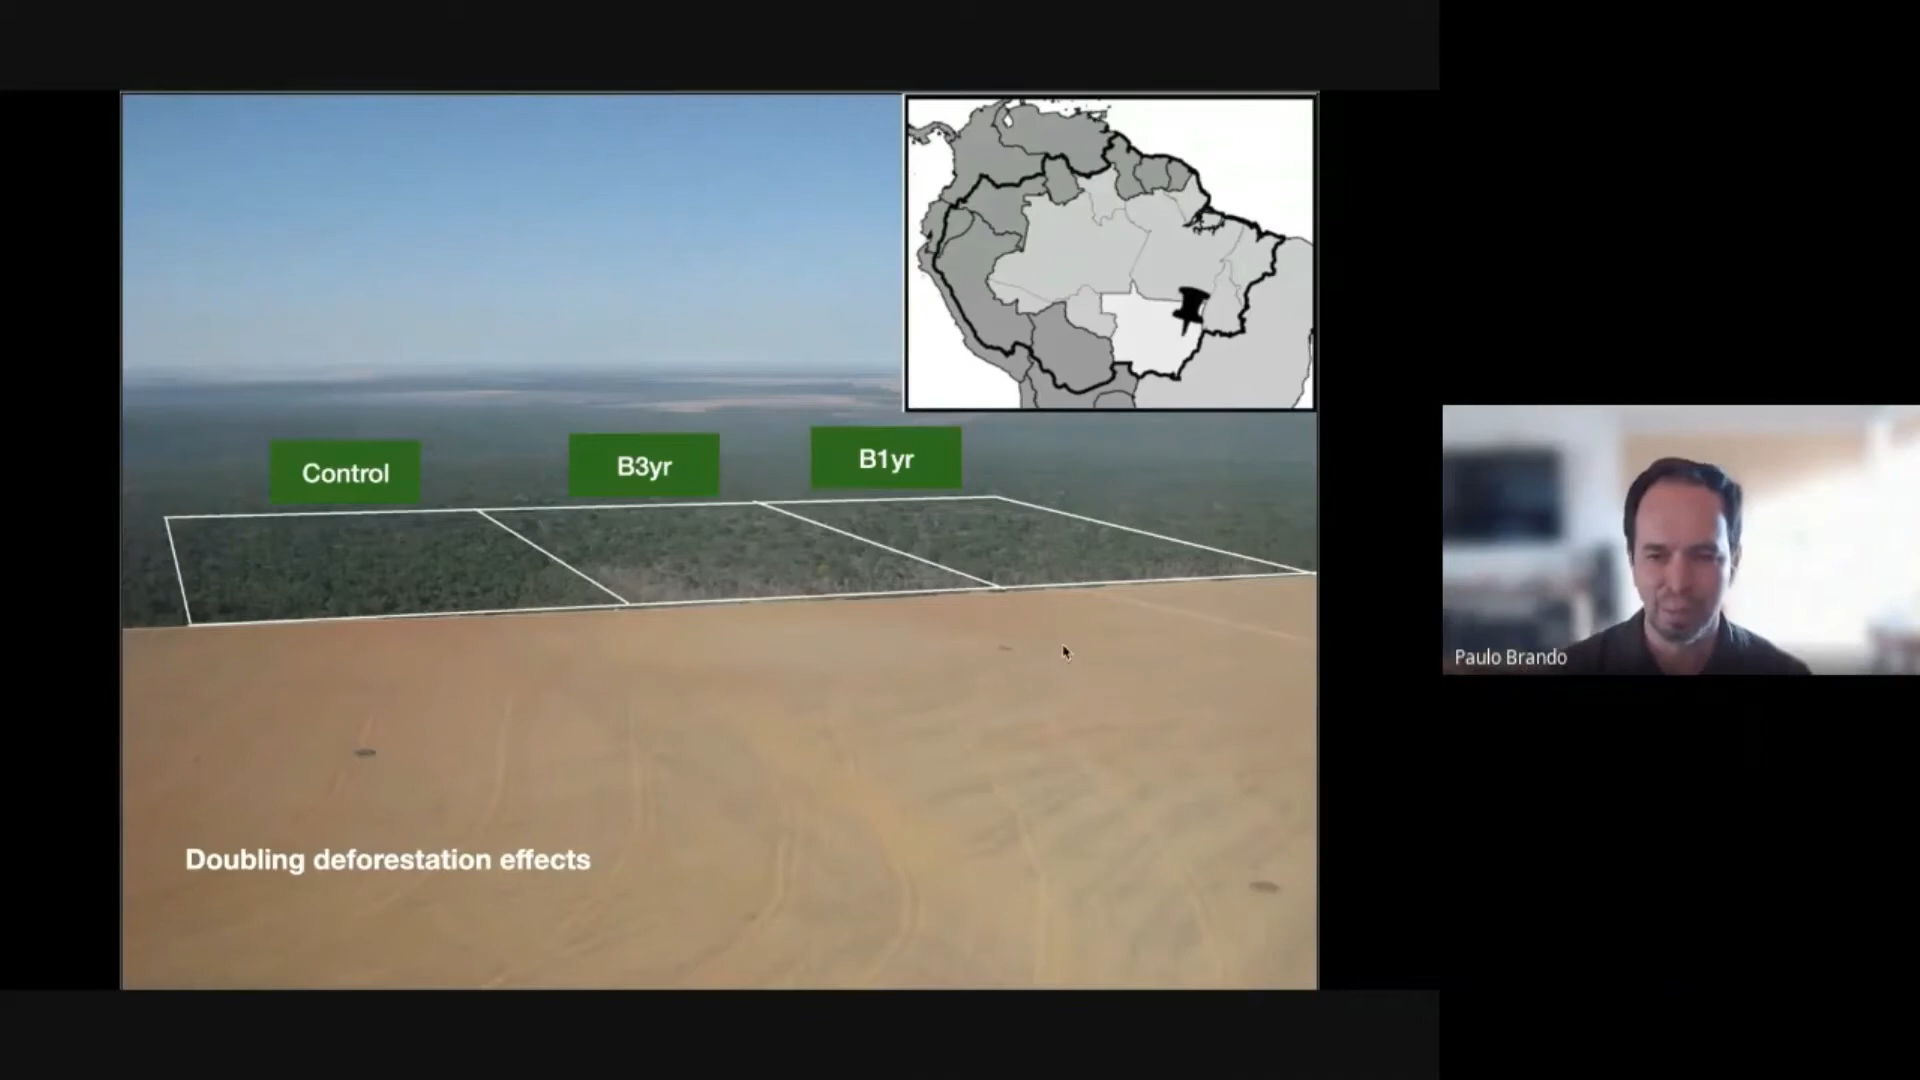 Control
B3yr
B1yr
Doubling deforestation effects
Paulo Brando